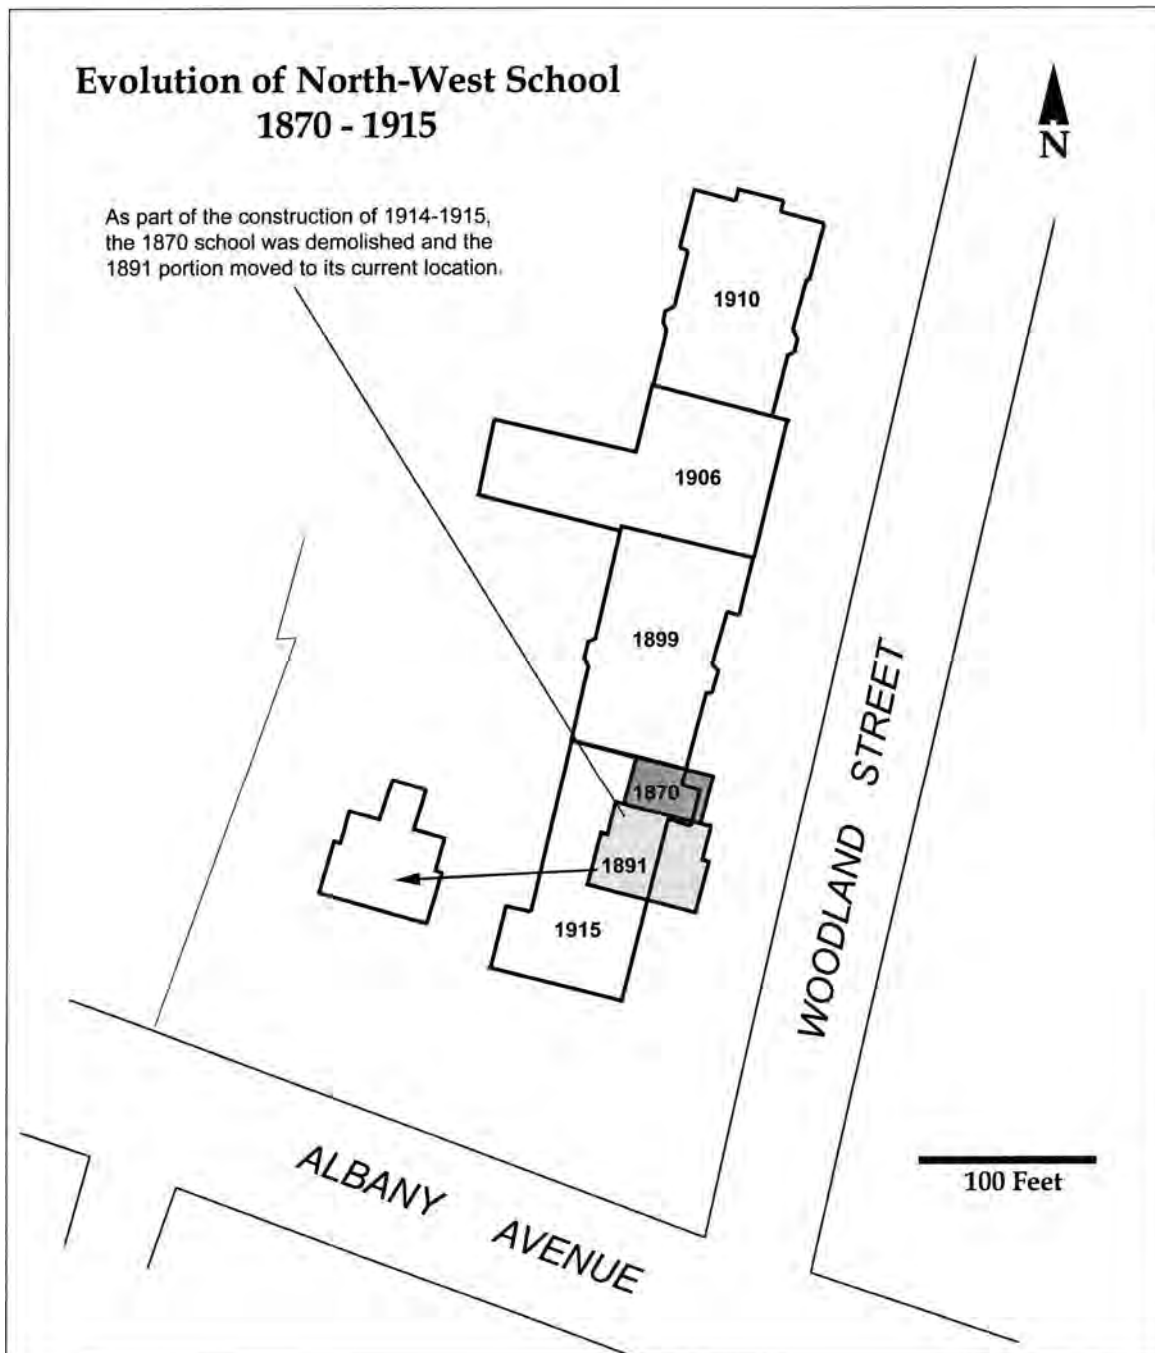 Evolution of North-West School
1870 - 1915
N
As part of the construction of 1914-1915,
the 1870 school was demolished and the
1891 portion moved to its current location.
1910
1906
1899
1870
1891
1915
WOODLAND STREET
ALBANY AVENUE
100 Feet